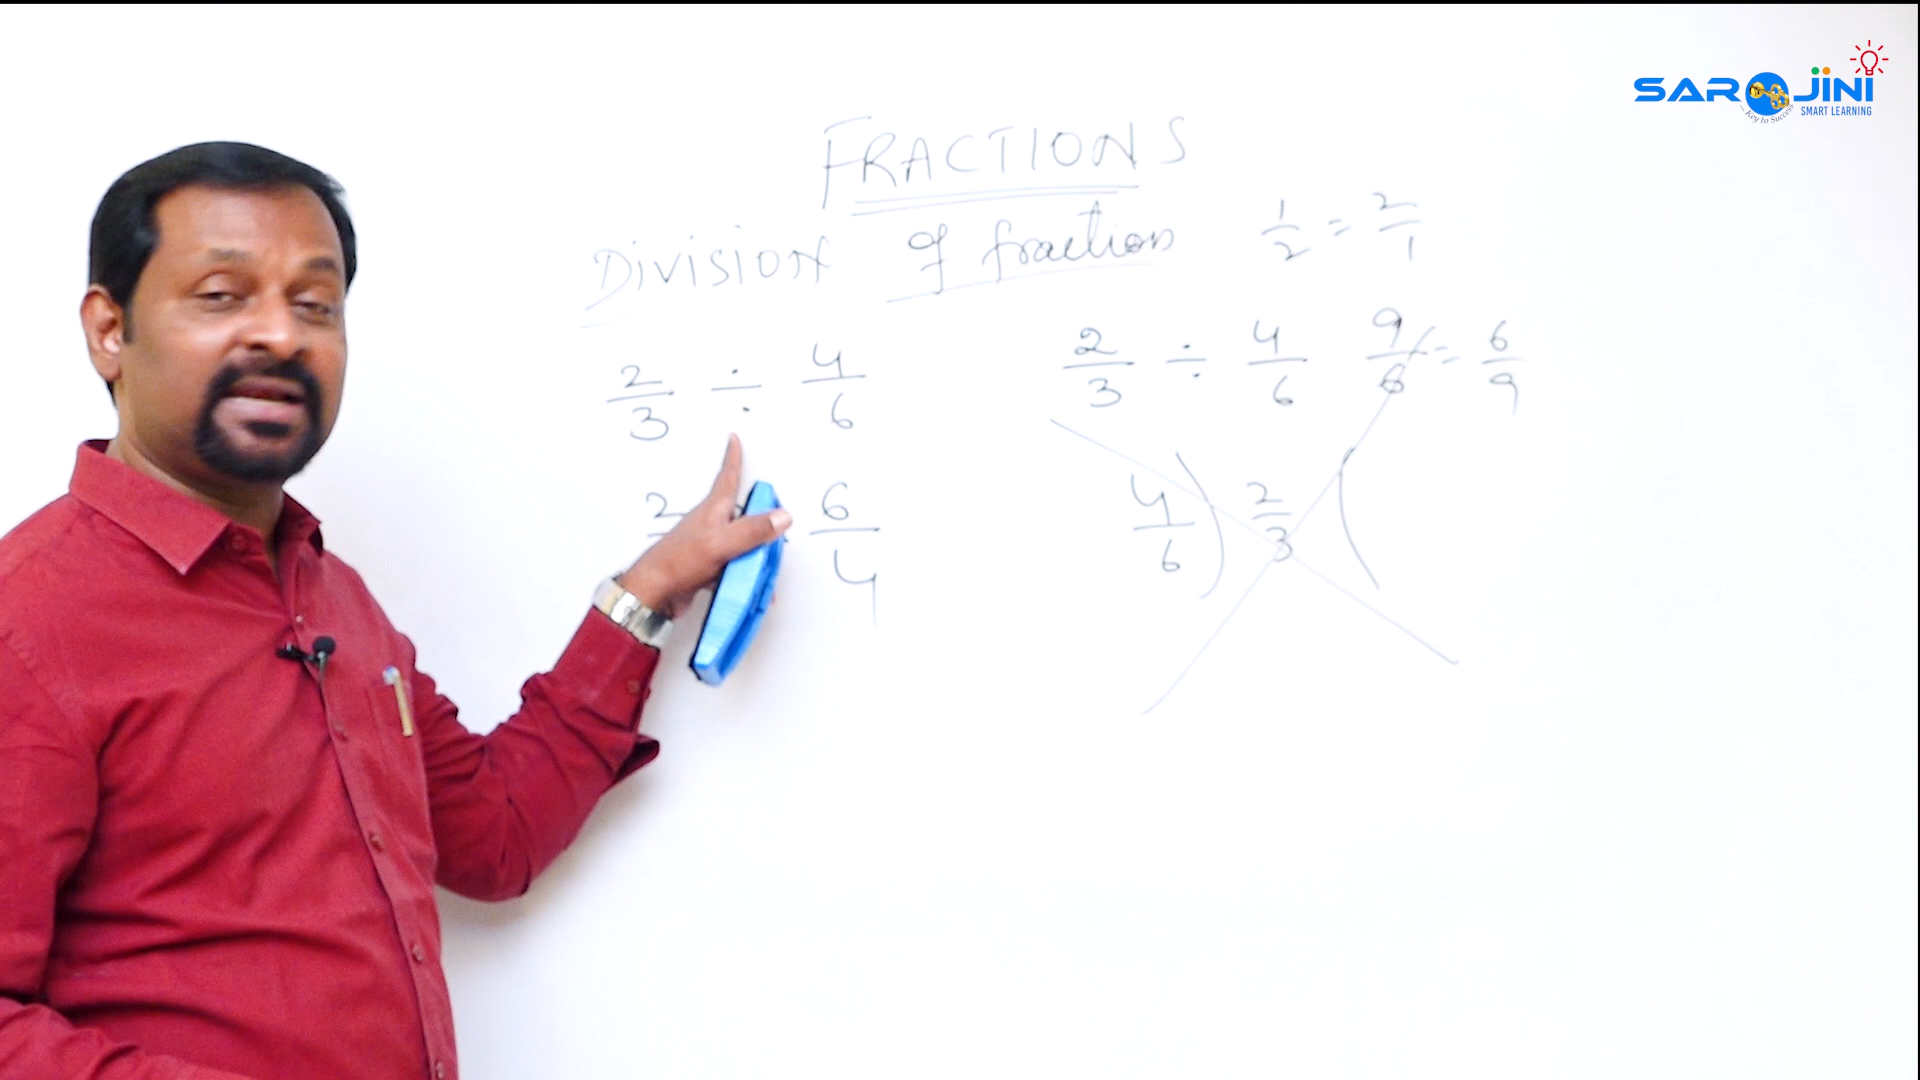 SAROJINI
Key to Success
SMART LEARNING
FRACTIONS
DIVISION of fraction
1/2 = 2/1
2/3 ÷ 4/6
2 6/4
2/3 ÷ 4/6
9/6 = 6/9
4/6 ) 2/3 (